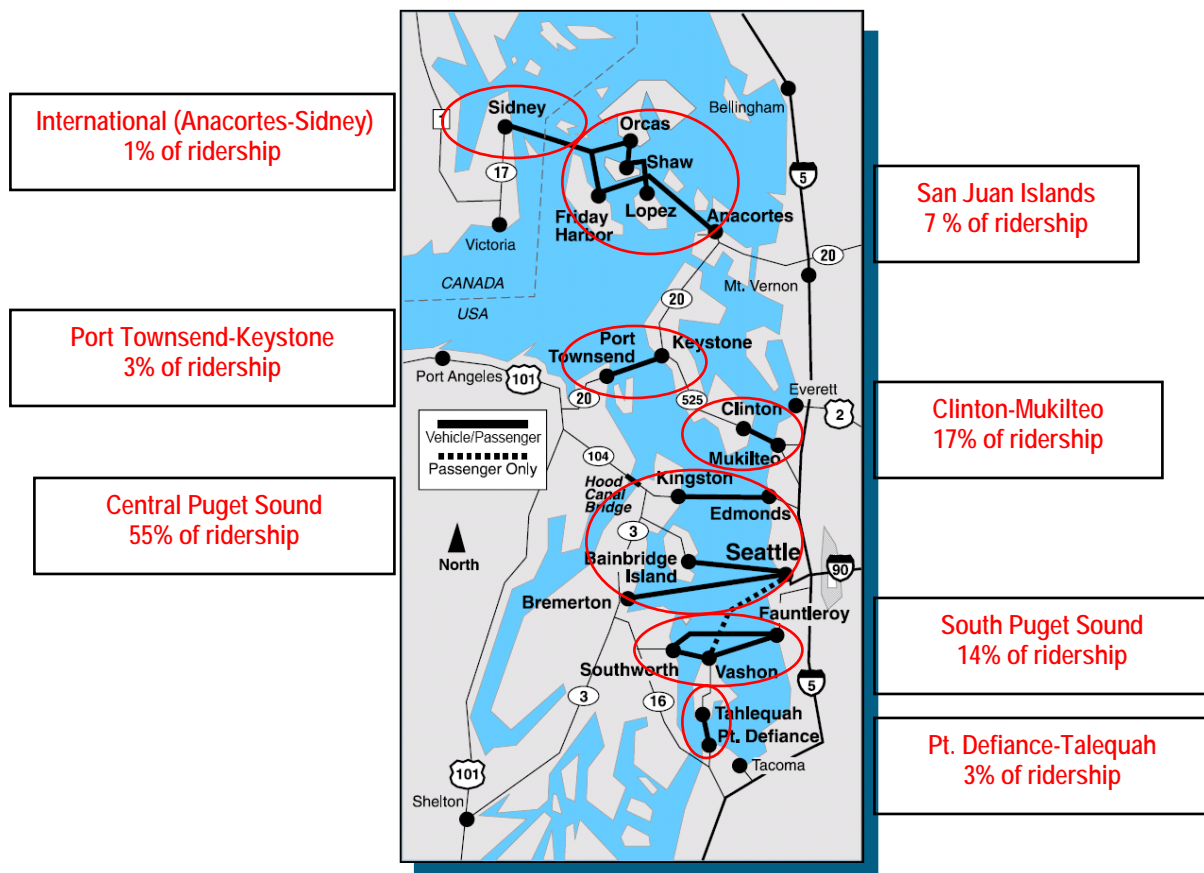 International (Anacortes-Sidney)
1% of ridership
Port Townsend-Keystone
3% of ridership
Central Puget Sound
55% of ridership
Sidney
1
17
Victoria
Orcas
Shaw
Lopez
Friday
Harbor
Anacortes
Bellingham
5
20
Mt. Vernon
CANADA
USA
20
Port
Townsend
Keystone
Port Angeles
101
20
525
Everett
2
Clinton
Mukilteo
Vehicle/Passenger
Passenger Only
104
Hood
Canal
Bridge
Kingston
Edmonds
North
3
Bainbridge
Island
Seattle
90
Bremerton
Fauntleroy
Southworth
Vashon
3
16
5
Tahlequah
Pt. Defiance
Tacoma
101
Shelton
San Juan Islands
7 % of ridership
Clinton-Mukilteo
17% of ridership
South Puget Sound
14% of ridership
Pt. Defiance-Talequah
3% of ridership